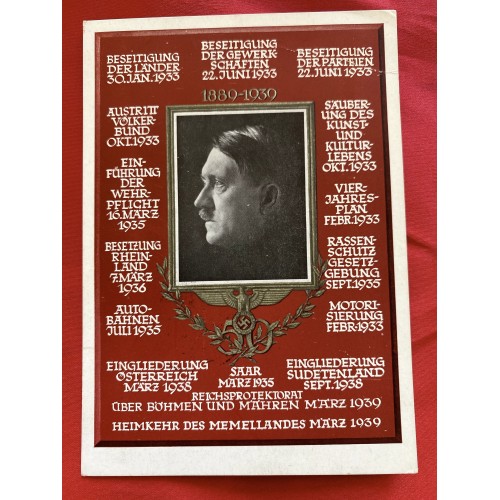 BESEITIGUNG
DER LÄNDER
30.JAN.1933
BESEITIGUNG
DER GEWERK-
SCHAFTEN
22.JUNI 1933
BESEITIGUNG
DER PARTEIEN
22.JUNI 1933
1889-1939
AUSTRITT
VÖLKER-
BUND
OKT.1933
SÄUBER-
UNG DES
KUNST-
UND
KULTUR-
LEBENS
OKT. 1933
EIN-
FÜHRUNG
DER
WEHR-
PFLICHT
16.MÄRZ
1935
VIER-
JAHRES-
PLAN
FEBR.1933
BESETZUNG
RHEIN-
LAND
7.MÄRZ
1936
RASSEN-
SCHUTZ
GESETZ-
GEBUNG
SEPT.1935
AUTO-
BAHNEN
JULI 1935
MOTORI-
SIERUNG
FEBR.1933
50
EINGLIEDERUNG
ÖSTERREICH
MÄRZ 1938
SAAR
MÄRZ 1935
EINGLIEDERUNG
SUDETENLAND
SEPT. 1938
REICHSPROTEKTORAT
ÜBER BÖHMEN UND MÄHREN MÄRZ 1939
HEIMKEHR DES MEMELLANDES MÄRZ 1939